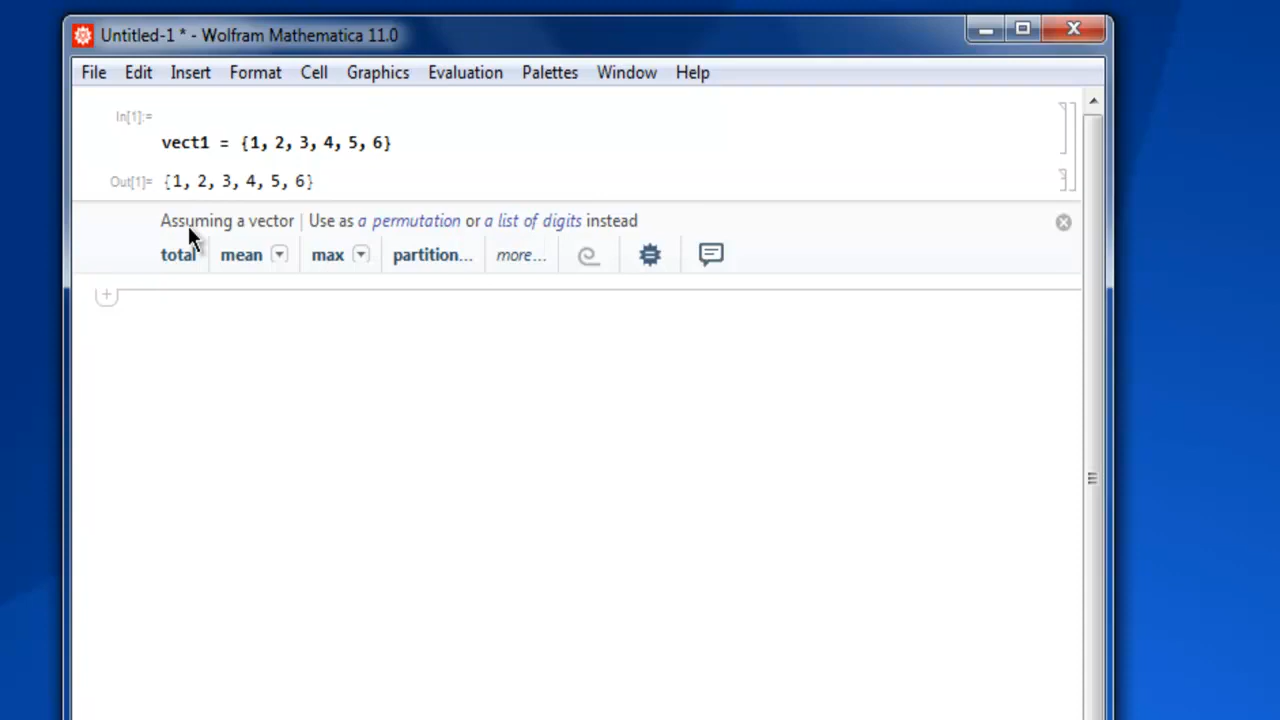 Untitled-1 * - Wolfram Mathematica 11.0
File Edit Insert Format Cell Graphics Evaluation Palettes Window Help
In[1]:=
vect1 = {1, 2, 3, 4, 5, 6}
Out[1]= {1, 2, 3, 4, 5, 6}
Assuming a vector | Use as a permutation or a list of digits instead
total mean max partition... more...